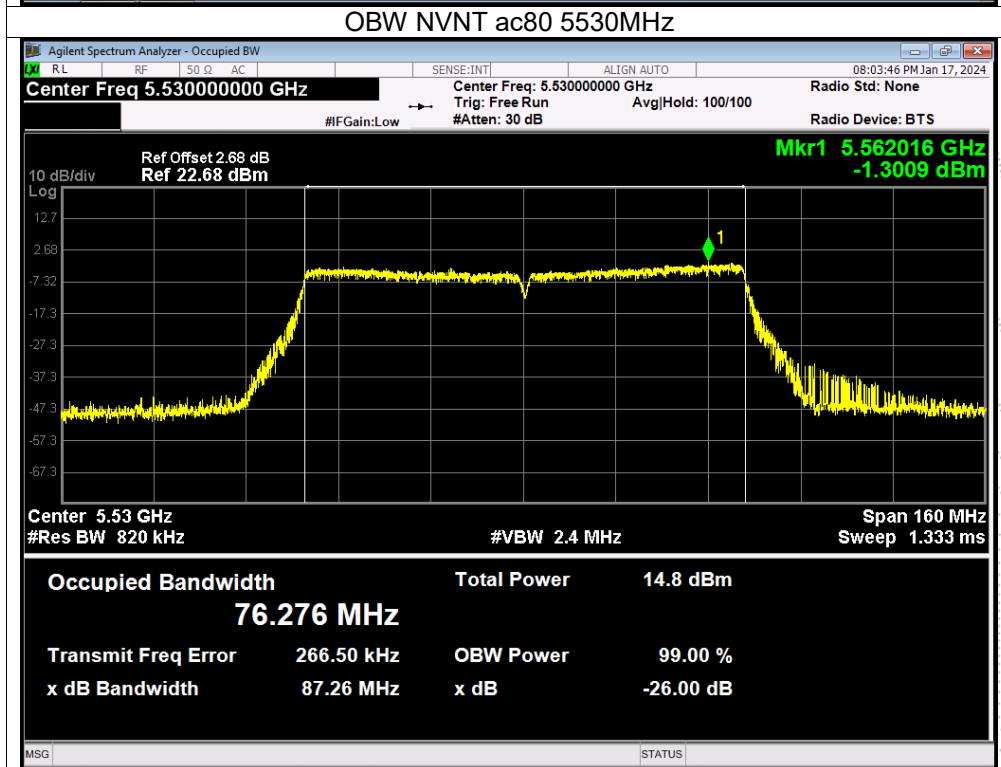 OBW NVNT ac80 5530MHz
Agilent Spectrum Analyzer - Occupied BW
LXI RL RF 50 Ω AC SENSE:INT ALIGN AUTO 08:03:46 PM Jan 17, 2024
Center Freq 5.530000000 GHz Center Freq: 5.530000000 GHz Radio Std: None
Trig: Free Run Avg|Hold: 100/100
#IFGain:Low #Atten: 30 dB Radio Device: BTS
Mkr1 5.562016 GHz
-1.3009 dBm
Ref Offset 2.68 dB
10 dB/div Ref 22.68 dBm
Log
12.7
1
2.68
-7.32
-17.3
-27.3
-37.3
-47.3
-57.3
-67.3
Center 5.53 GHz Span 160 MHz
#Res BW 820 kHz #VBW 2.4 MHz Sweep 1.333 ms
Occupied Bandwidth Total Power 14.8 dBm
76.276 MHz
Transmit Freq Error 266.50 kHz OBW Power 99.00 %
x dB Bandwidth 87.26 MHz x dB -26.00 dB
MSG STATUS